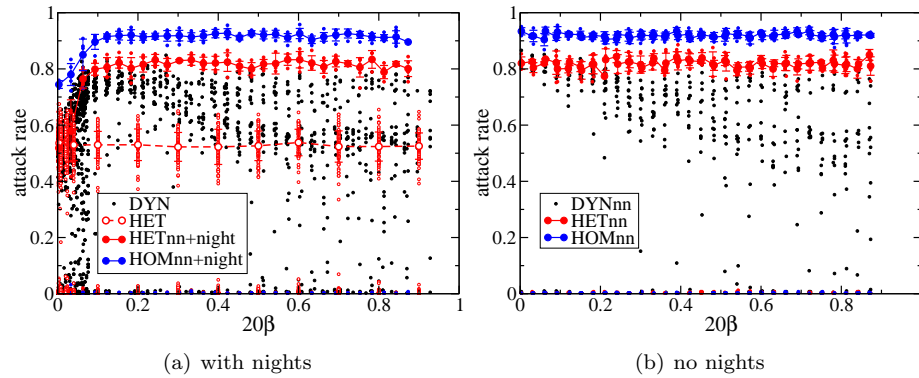 attack rate
1
0.8
0.6
0.4
0.2
0
0 0.2 0.4 0.6 0.8 1
20β
DYN
HET
HETnn+night
HOMnn+night
(a) with nights
attack rate
1
0.8
0.6
0.4
0.2
0
0 0.2 0.4 0.6 0.8
20β
DYNnn
HETnn
HOMnn
(b) no nights